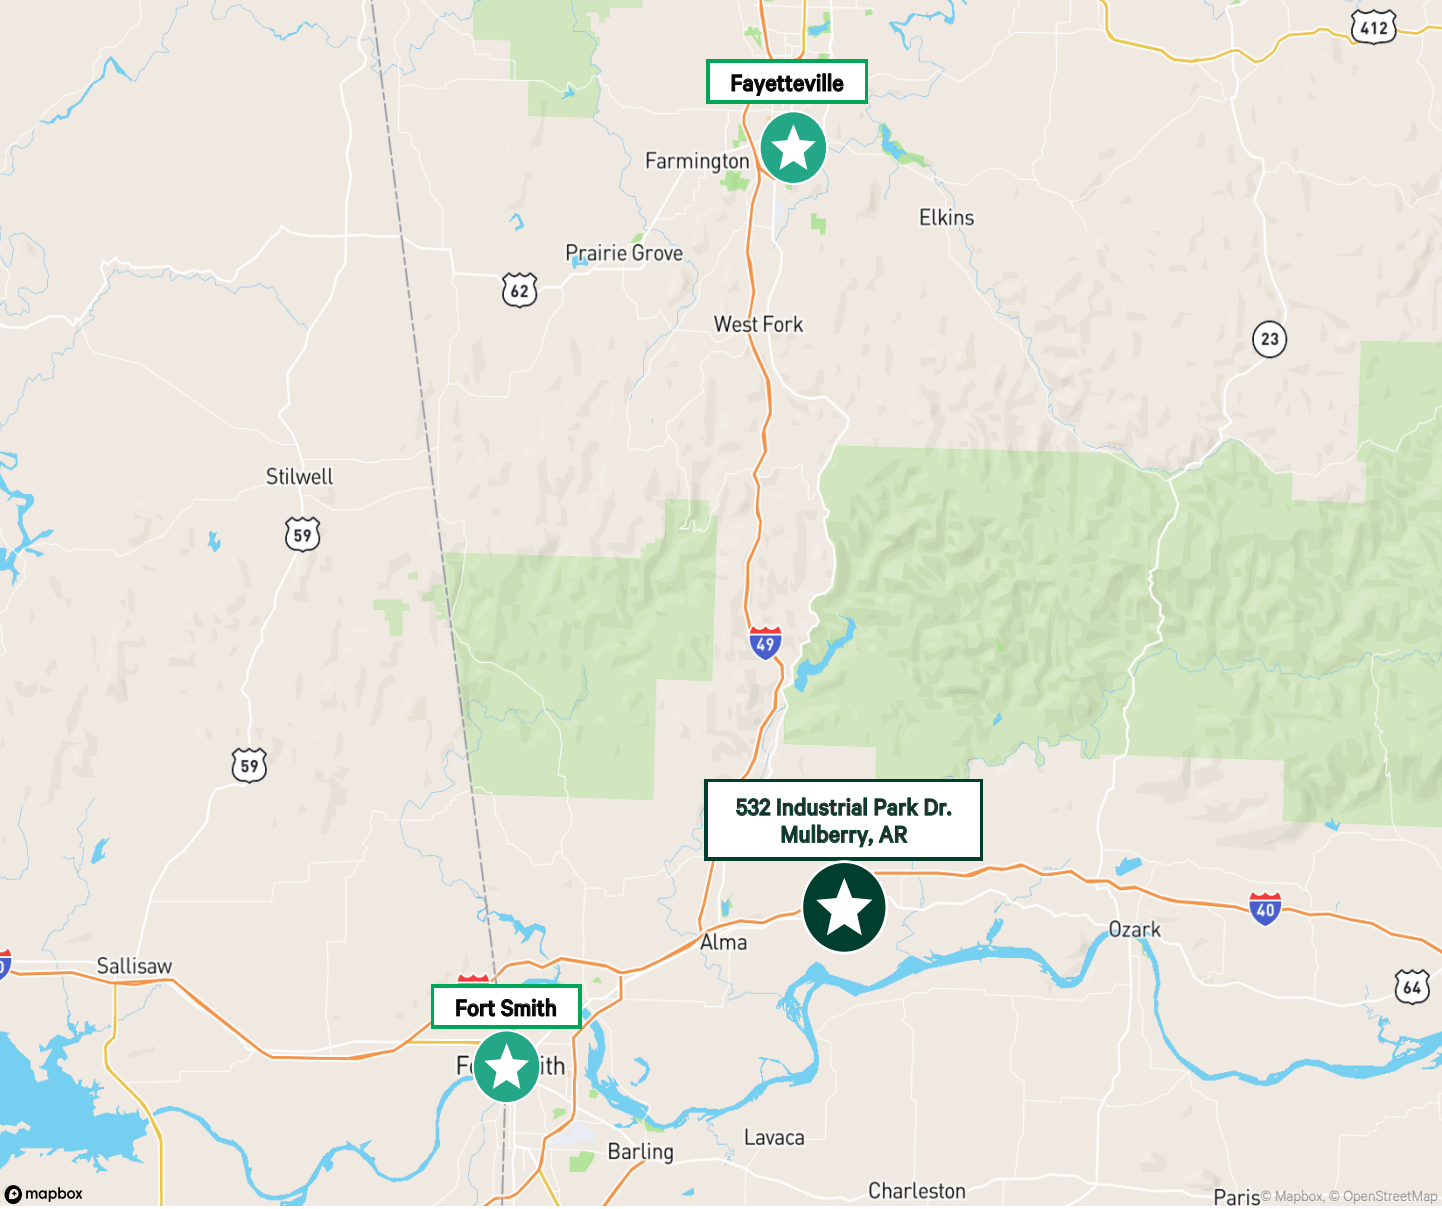 412
Fayetteville
Farmington
Elkins
Prairie Grove
62
West Fork
23
Stilwell
59
49
59
532 Industrial Park Dr.
Mulberry, AR
40
Ozark
Alma
Sallisaw
64
Fort Smith
Lavaca
Barling
Charleston
Paris
mapbox
© Mapbox, © OpenStreetMap